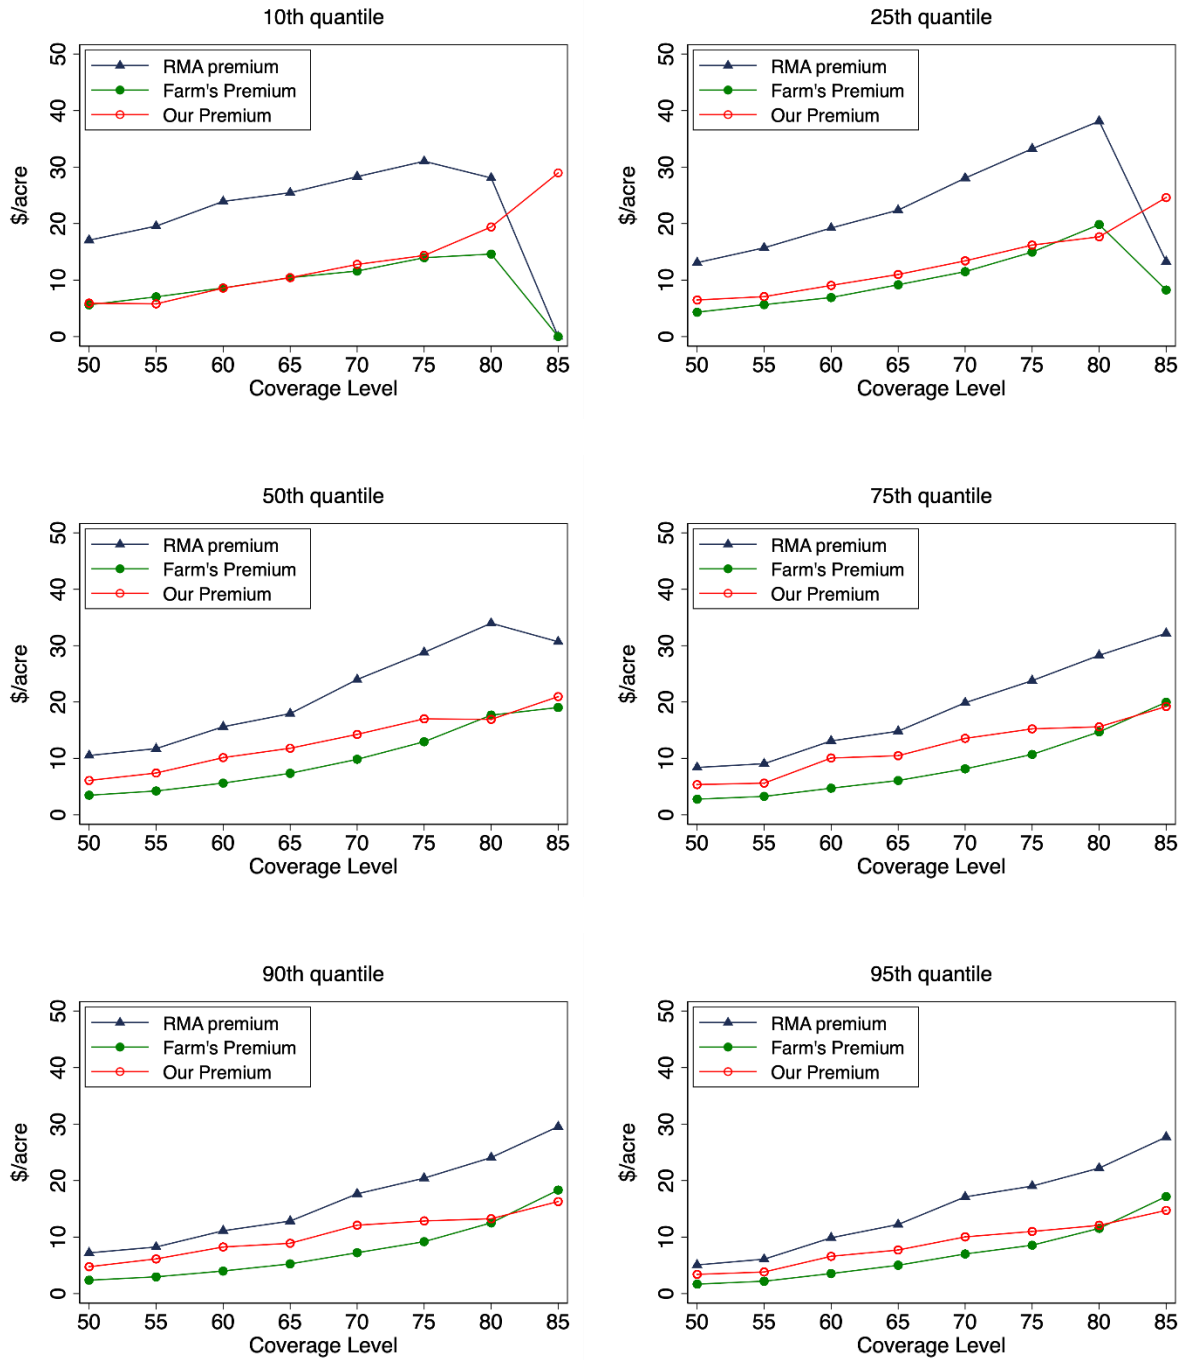 10th quantile
50
40
30
20
10
0
$/acre
RMA premium
Farm's Premium
Our Premium
50 55 60 65 70 75 80 85
Coverage Level
25th quantile
50
40
30
20
10
0
$/acre
RMA premium
Farm's Premium
Our Premium
50 55 60 65 70 75 80 85
Coverage Level
50th quantile
50
40
30
20
10
0
$/acre
RMA premium
Farm's Premium
Our Premium
50 55 60 65 70 75 80 85
Coverage Level
75th quantile
50
40
30
20
10
0
$/acre
RMA premium
Farm's Premium
Our Premium
50 55 60 65 70 75 80 85
Coverage Level
90th quantile
50
40
30
20
10
0
$/acre
RMA premium
Farm's Premium
Our Premium
50 55 60 65 70 75 80 85
Coverage Level
95th quantile
50
40
30
20
10
0
$/acre
RMA premium
Farm's Premium
Our Premium
50 55 60 65 70 75 80 85
Coverage Level